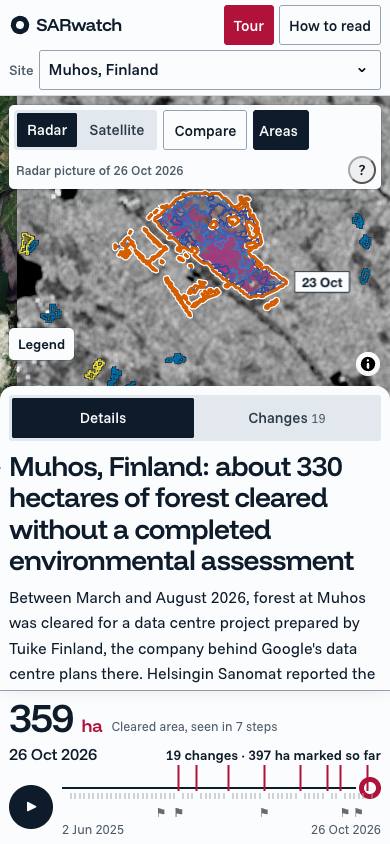 SARwatch
Tour
How to read
Site
Muhos, Finland
Radar
Satellite
Compare
Areas
Radar picture of 26 Oct 2026
?
23 Oct
Legend
Details
Changes 19
Muhos, Finland: about 330
hectares of forest cleared
without a completed
environmental assessment
Between March and August 2026, forest at Muhos
was cleared for a data centre project prepared by
Tuike Finland, the company behind Google's data
centre plans there. Helsingin Sanomat reported the
359 ha Cleared area, seen in 7 steps
26 Oct 2026
19 changes · 397 ha marked so far
2 Jun 2025
26 Oct 2026